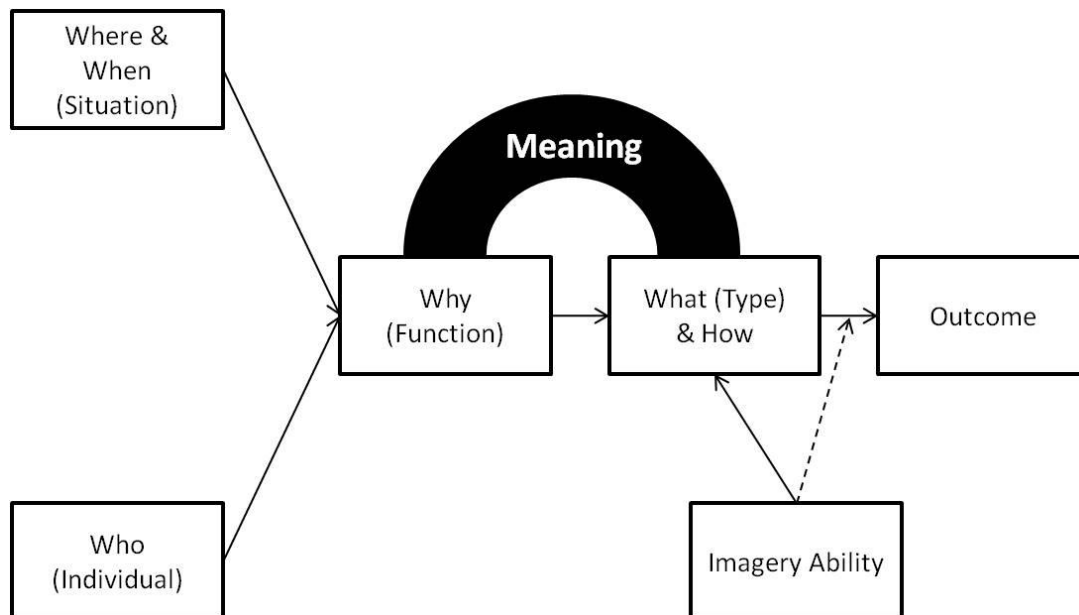 Where &
When
(Situation)
Meaning
Why
(Function)
What (Type)
& How
Outcome
Who
(Individual)
Imagery Ability